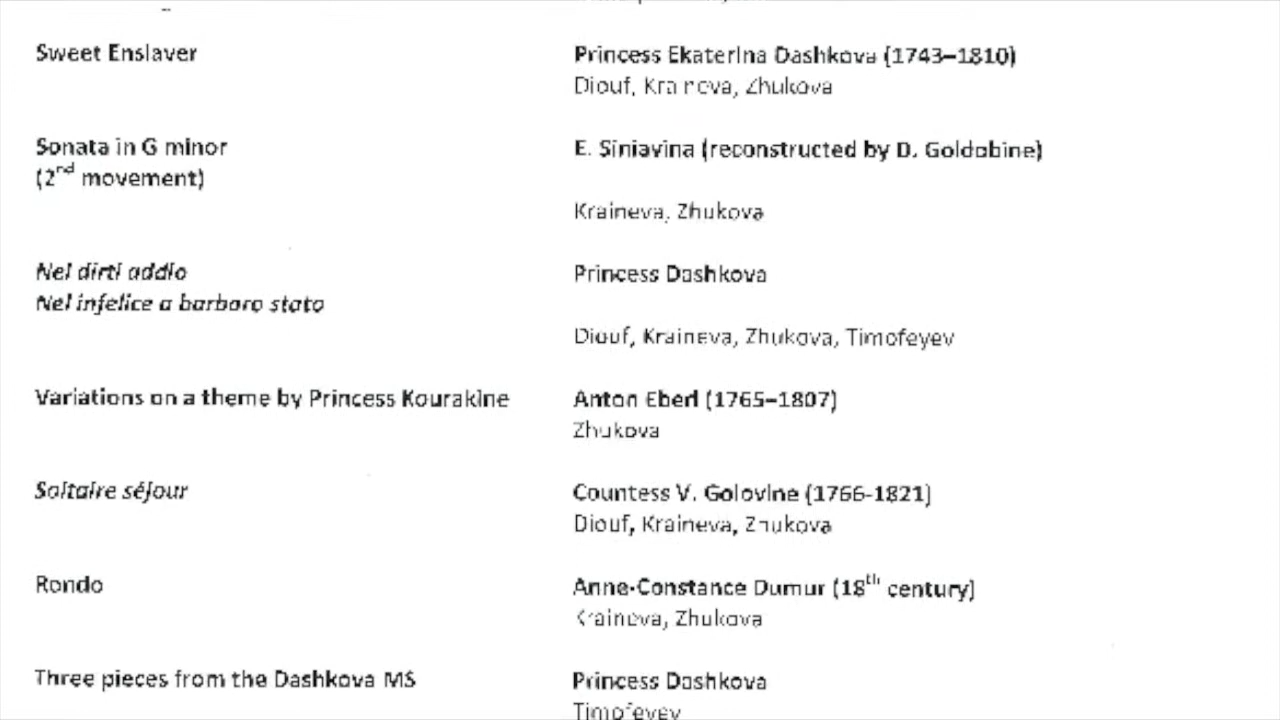 Sweet Enslaver
Princess Ekaterina Dashkova (1743–1810)
Diouf, Kraineva, Zhukova
Sonata in G minor
(2nd movement)
E. Siniavina (reconstructed by D. Goldobine)
Kraineva, Zhukova
Nel dirti addio
Nel infelice a barbaro stato
Princess Dashkova
Diouf, Kraineva, Zhukova, Timofeyev
Variations on a theme by Princess Kourakine
Anton Eberl (1765–1807)
Zhukova
Soltaire séjour
Countess V. Golovine (1766-1821)
Diouf, Kraineva, Zhukova
Rondo
Anne-Constance Dumur (18th century)
Kraineva, Zhukova
Three pieces from the Dashkova MS
Princess Dashkova
Timofeyev